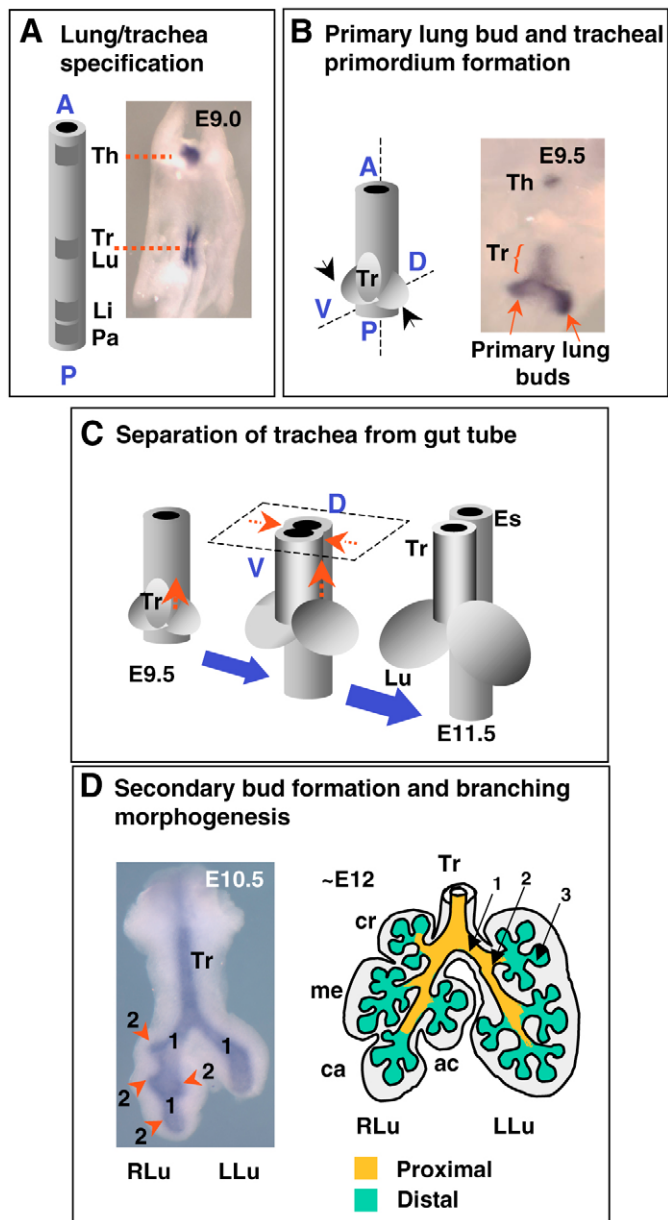 A Lung/trachea
specification
A
E9.0
Th
Tr
Lu
Li
Pa
P
B Primary lung bud and tracheal
primordium formation
A
E9.5
Th
Tr {
Tr
D
V
P
Primary lung
buds
C Separation of trachea from gut tube
D
Es
Tr
V
Tr
E9.5
Lu
E11.5
D Secondary bud formation and branching
morphogenesis
E10.5
Tr
2
1
1
2
2
1
2
RLu LLu
~E12
Tr
1
2
3
cr
me
ca
ac
RLu LLu
Proximal
Distal